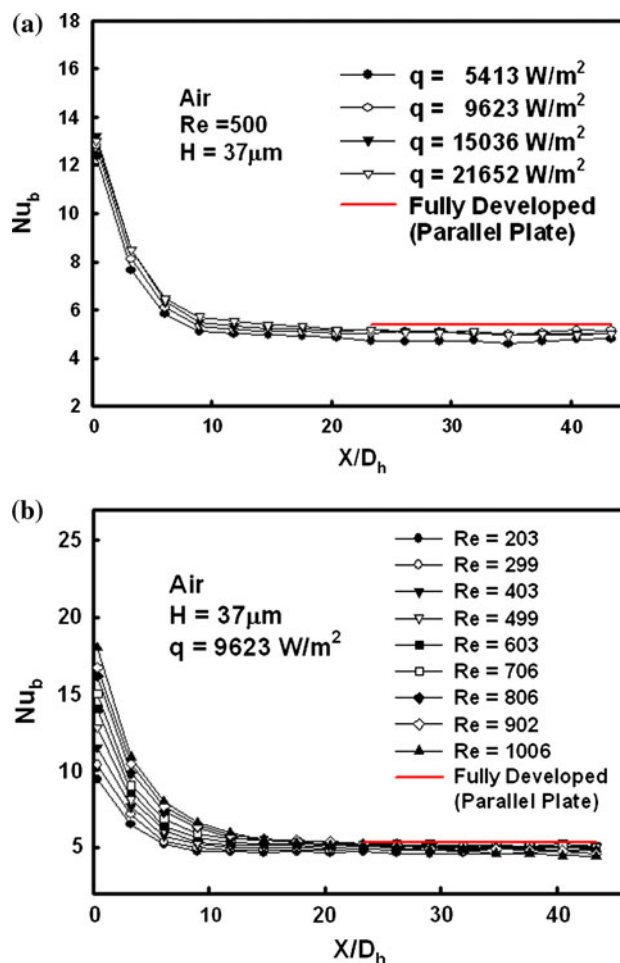 (a)
18
16
14
12
10
8
6
4
2
Nu_b
Air
Re =500
H = 37μm
q = 5413 W/m²
q = 9623 W/m²
q = 15036 W/m²
q = 21652 W/m²
Fully Developed
(Parallel Plate)
0 10 20 30 40
X/D_h
(b)
25
20
15
10
5
Nu_b
Air
H = 37μm
q = 9623 W/m²
Re = 203
Re = 299
Re = 403
Re = 499
Re = 603
Re = 706
Re = 806
Re = 902
Re = 1006
Fully Developed
(Parallel Plate)
0 10 20 30 40
X/D_h